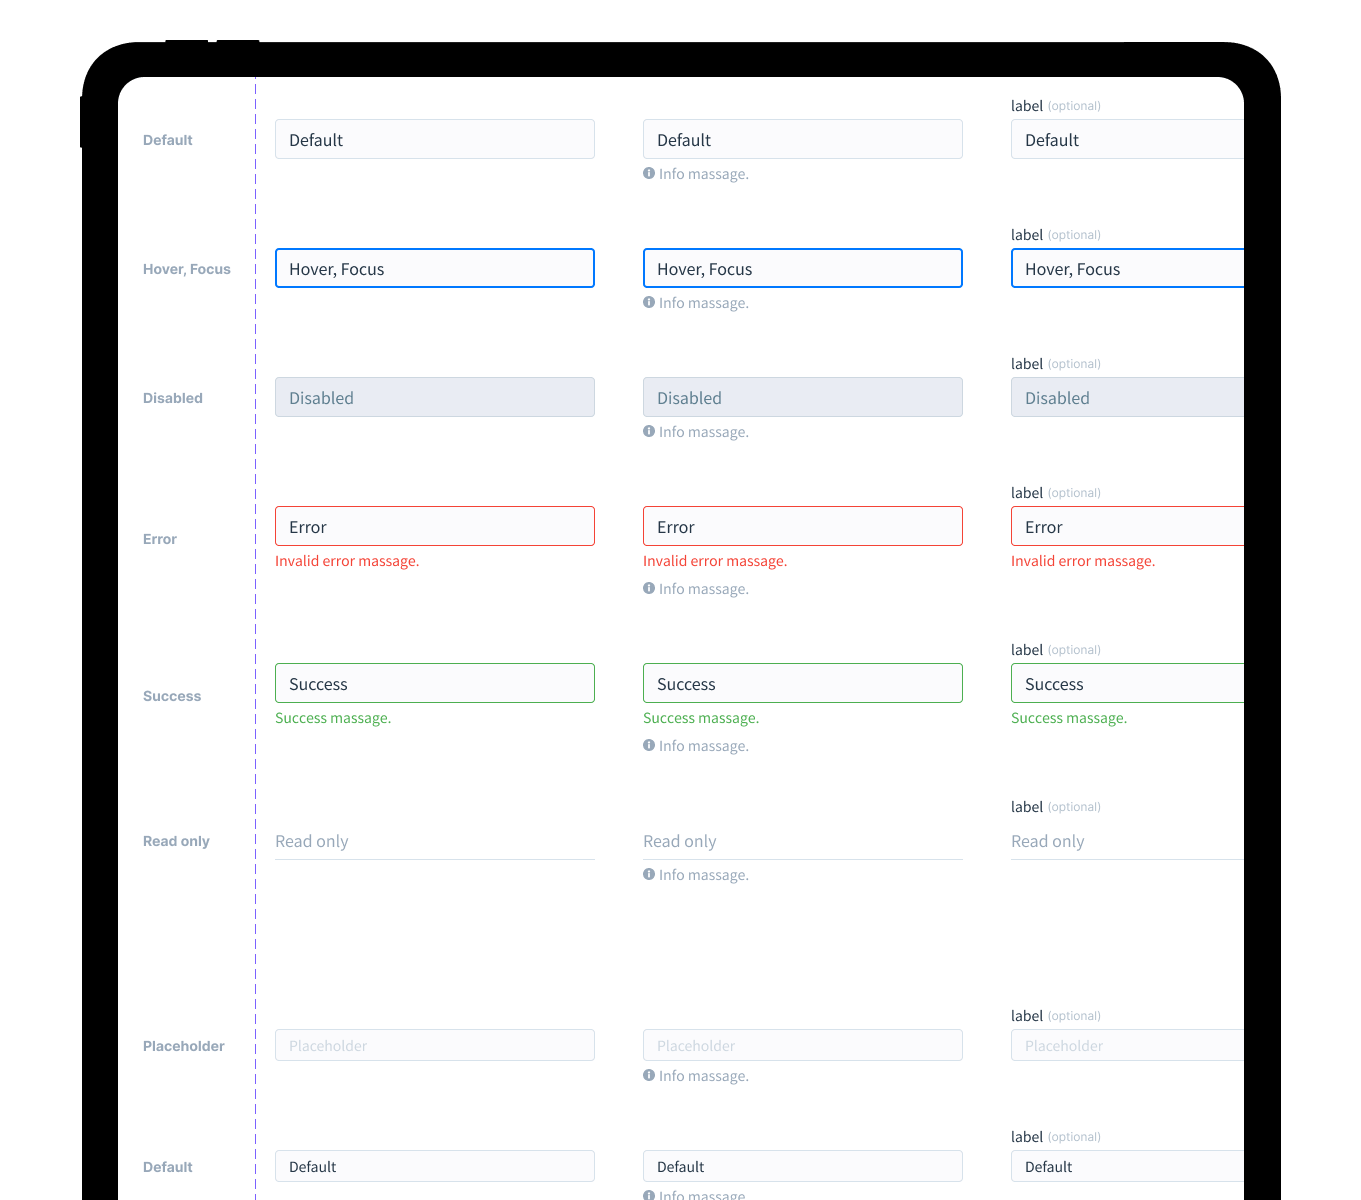 label (optional)
Default Default Default Default
Info massage.
label (optional)
Hover, Focus Hover, Focus Hover, Focus Hover, Focus
Info massage.
label (optional)
Disabled Disabled Disabled Disabled
Info massage.
label (optional)
Error Error Error Error
Invalid error massage. Invalid error massage. Invalid error massage.
Info massage.
label (optional)
Success Success Success Success
Success massage. Success massage. Success massage.
Info massage.
label (optional)
Read only Read only Read only Read only
Info massage.
label (optional)
Placeholder Placeholder Placeholder Placeholder
Info massage.
label (optional)
Default Default Default Default
Info massage.